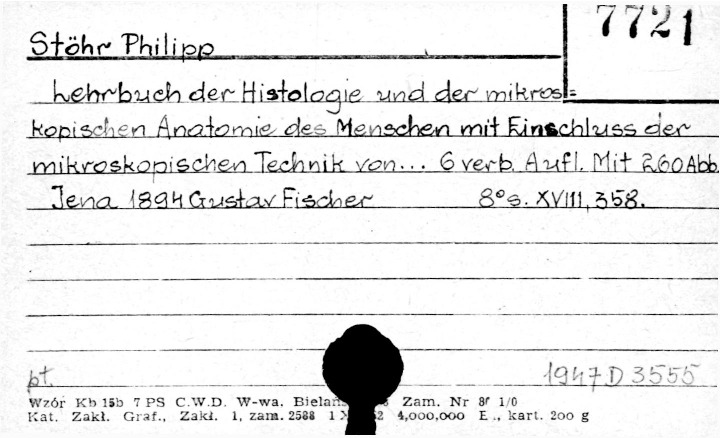 7721
Stöhr Philipp
Lehrbuch der Histologie und der mikros=
kopischen Anatomie des Menschen mit Einschluss der
mikroskopischen Technik von... 6 verb. Aufl. Mit 260 Abb.
Jena 1894 Gustav Fischer 8° s. XVIII, 358.
pt. 1947 D 3555
Wzór Kb 15b 7 PS C.W.D. W-wa, Zam. Nr 1/0
Kat. Zakł. Graf., Zakł. 1, zam. 2588 4,000,000 E., kart. 200 g